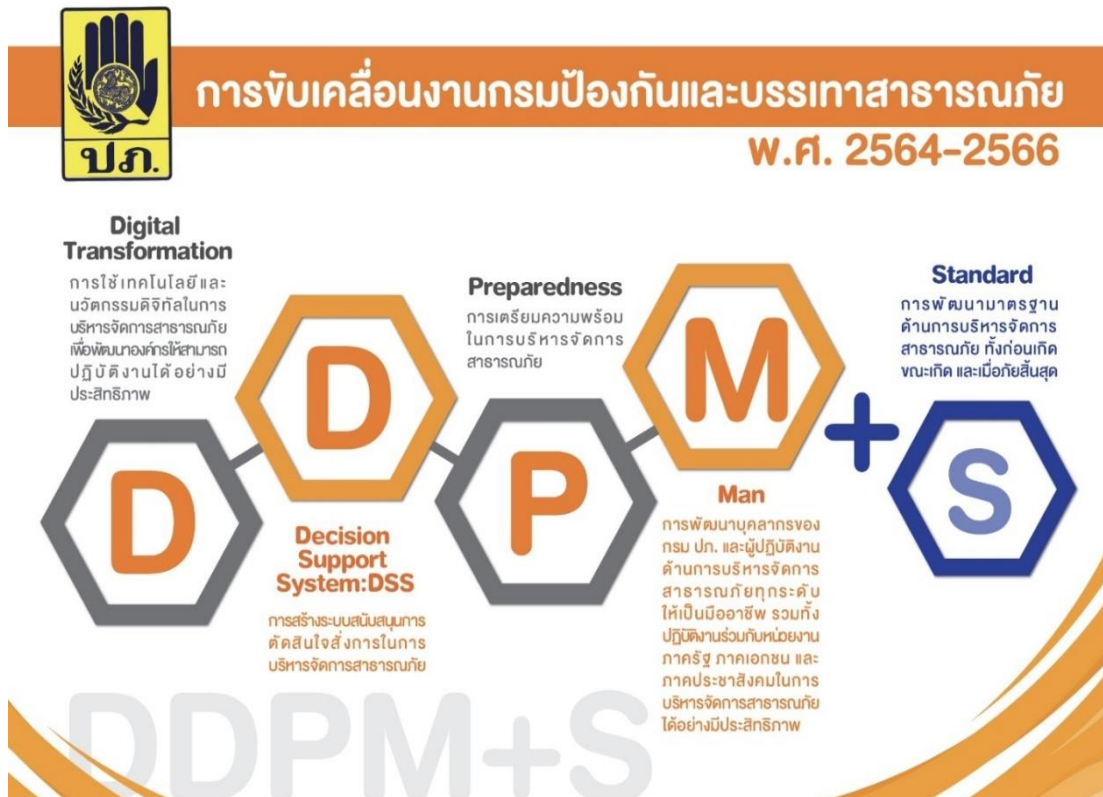 ปภ.
การขับเคลื่อนงานกรมป้องกันและบรรเทาสาธารณภัย
พ.ศ. 2564-2566
Digital
Transformation
การใช้เทคโนโลยีและ
นวัตกรรมดิจิทัลในการ
บริหารจัดการสาธารณภัย
เพื่อพัฒนาองค์กรให้สามารถ
ปฏิบัติงานได้อย่างมี
ประสิทธิภาพ
D
D
Decision
Support
System:DSS
การสร้างระบบสนับสนุนการ
ตัดสินใจสั่งการในการ
บริหารจัดการสาธารณภัย
Preparedness
การเตรียมความพร้อม
ในการบริหารจัดการ
สาธารณภัย
P
M
Man
การพัฒนาบุคลากรของ
กรม ปภ. และผู้ปฏิบัติงาน
ด้านการบริหารจัดการ
สาธารณภัยทุกระดับ
ให้เป็นมืออาชีพ รวมทั้ง
ปฏิบัติงานร่วมกับหน่วยงาน
ภาครัฐ ภาคเอกชน และ
ภาคประชาสังคมในการ
บริหารจัดการสาธารณภัย
ได้อย่างมีประสิทธิภาพ
+
Standard
การพัฒนามาตรฐาน
ด้านการบริหารจัดการ
สาธารณภัย ทั้งก่อนเกิด
ขณะเกิด และเมื่อภัยสิ้นสุด
S
DDPM+S